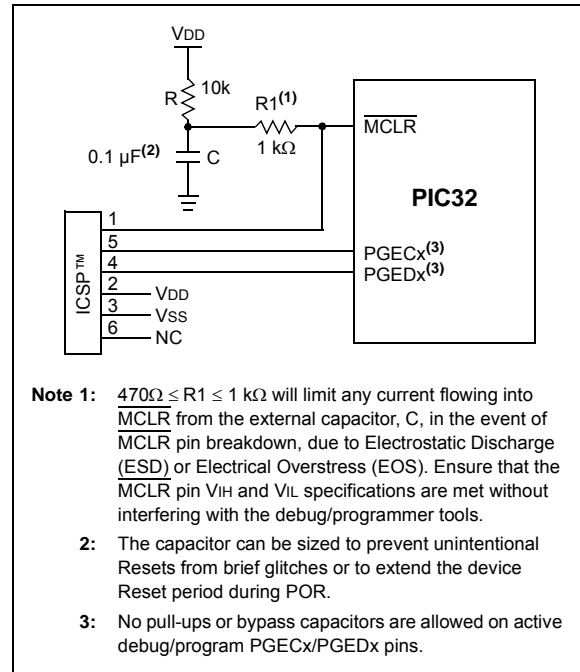 VDD
R
10k
R1(1)
1 kΩ
0.1 µF(2)
C
MCLR
PIC32
PGECx(3)
PGEDx(3)
ICSP™
1
5
4
2
VDD
3
VSS
6
NC
Note 1: 470Ω ≤ R1 ≤ 1 kΩ will limit any current flowing into
MCLR from the external capacitor, C, in the event of
MCLR pin breakdown, due to Electrostatic Discharge
(ESD) or Electrical Overstress (EOS). Ensure that the
MCLR pin VIH and VIL specifications are met without
interfering with the debug/programmer tools.
2: The capacitor can be sized to prevent unintentional
Resets from brief glitches or to extend the device
Reset period during POR.
3: No pull-ups or bypass capacitors are allowed on active
debug/program PGECx/PGEDx pins.